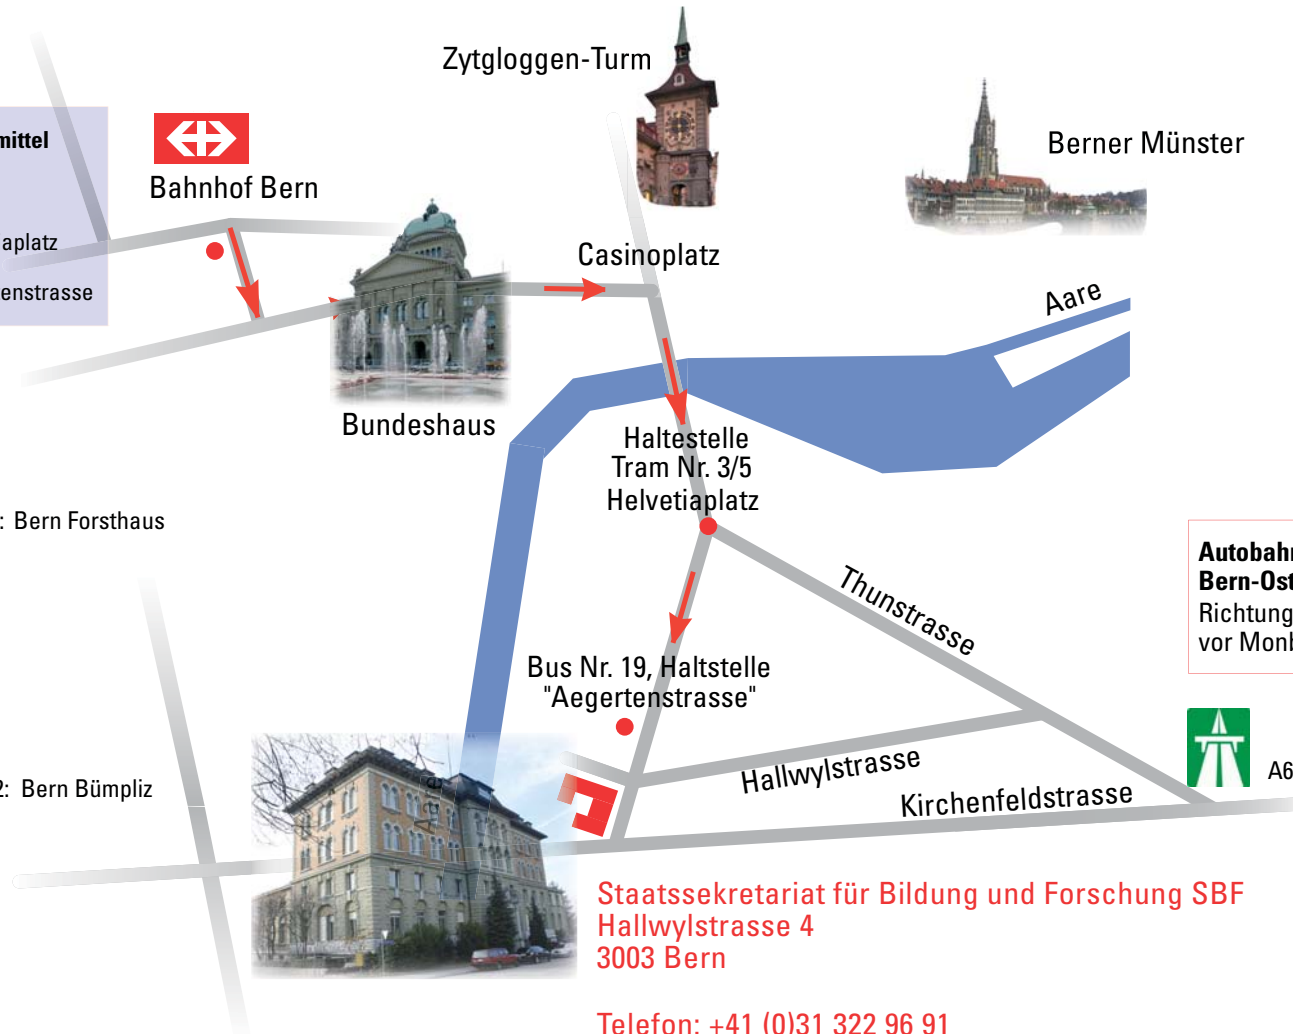 Zytgloggen-Turm
Berner Münster
mittel
Bahnhof Bern
aplatz
enstrasse
Casinoplatz
Aare
Bundeshaus
Haltestelle
Tram Nr. 3/5
Helvetiaplatz
: Bern Forsthaus
Autobahn
Bern-Ost
Richtung
vor Monb
Thunstrasse
Bus Nr. 19, Haltstelle
"Aegertenstrasse"
Hallwylstrasse
Kirchenfeldstrasse
A6
2: Bern Bümpliz
Aare
Staatssekretariat für Bildung und Forschung SBF
Hallwylstrasse 4
3003 Bern
Telefon: +41 (0)31 322 96 91